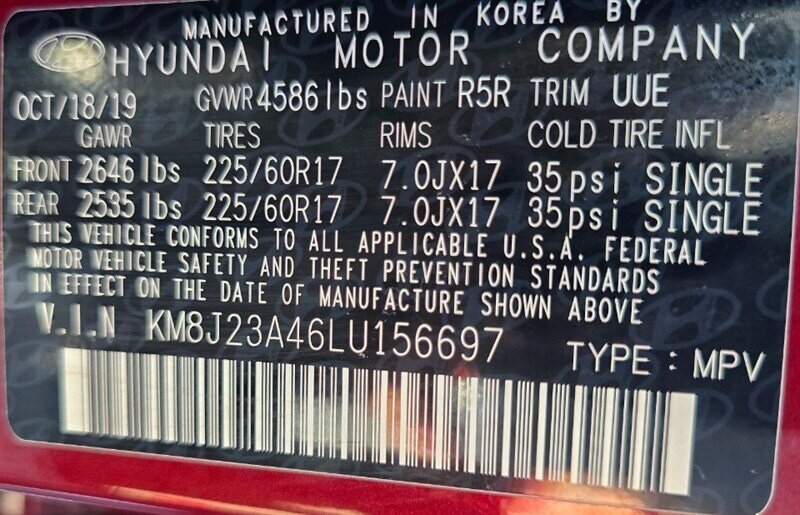 MANUFACTURED IN KOREA BY
HYUNDAI MOTOR COMPANY
OCT/18/19 GVWR 4586 lbs PAINT R5R TRIM UUE
GAWR TIRES RIMS COLD TIRE INFL
FRONT 2646 lbs 225/60R17 7.0JX17 35psi SINGLE
REAR 2535 lbs 225/60R17 7.0JX17 35psi SINGLE
THIS VEHICLE CONFORMS TO ALL APPLICABLE U.S.A. FEDERAL
MOTOR VEHICLE SAFETY AND THEFT PREVENTION STANDARDS
IN EFFECT ON THE DATE OF MANUFACTURE SHOWN ABOVE
V.I.N KM8J23A46LU156697 TYPE : MPV